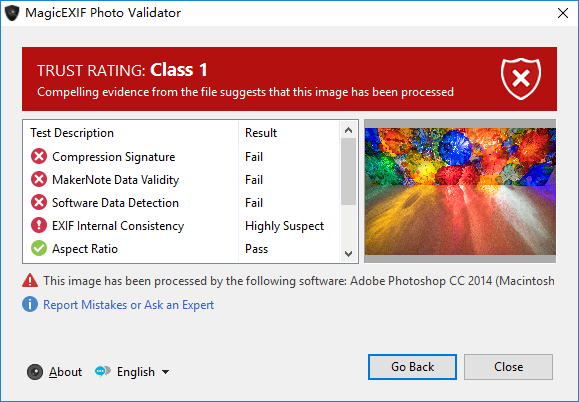 MagicEXIF Photo Validator
TRUST RATING: Class 1
Compelling evidence from the file suggests that this image has been processed
Test Description Result
Compression Signature Fail
MakerNote Data Validity Fail
Software Data Detection Fail
EXIF Internal Consistency Highly Suspect
Aspect Ratio Pass
This image has been processed by the following software: Adobe Photoshop CC 2014 (Macintosh
Report Mistakes or Ask an Expert
About English Go Back Close